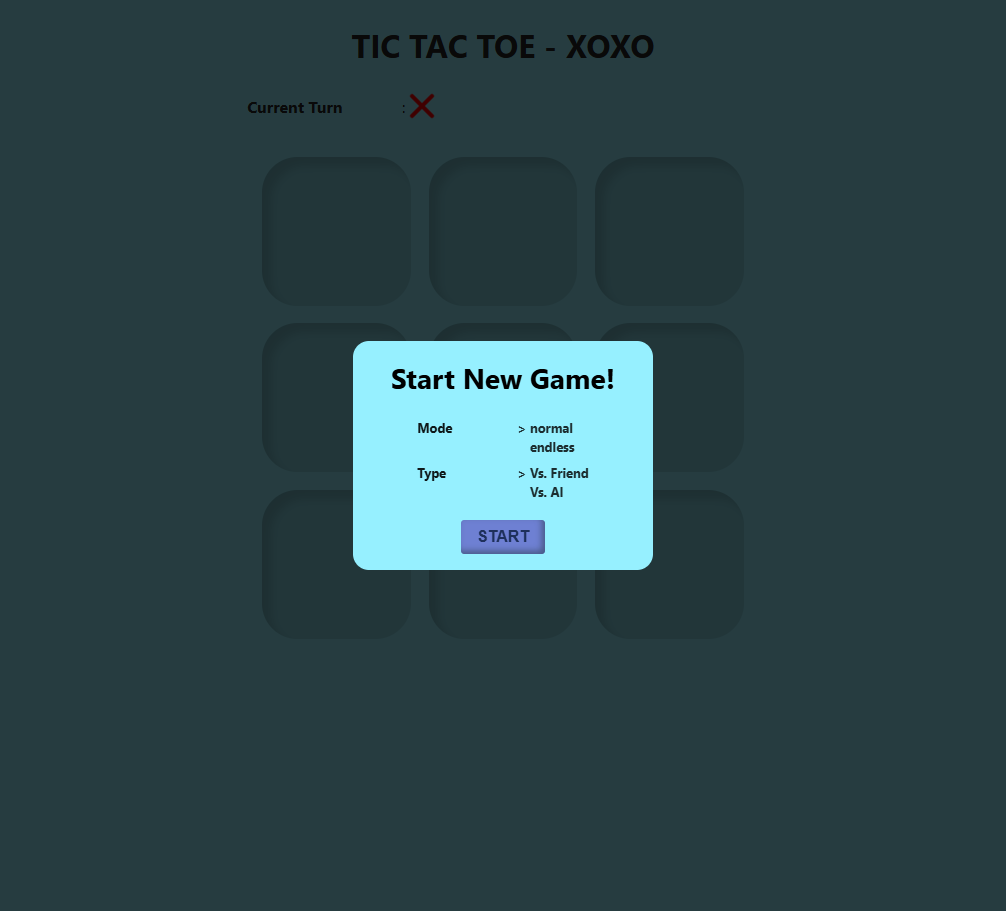 TIC TAC TOE - XOXO
Current Turn :
Start New Game!
Mode > normal
endless
Type > Vs. Friend
Vs. AI
START